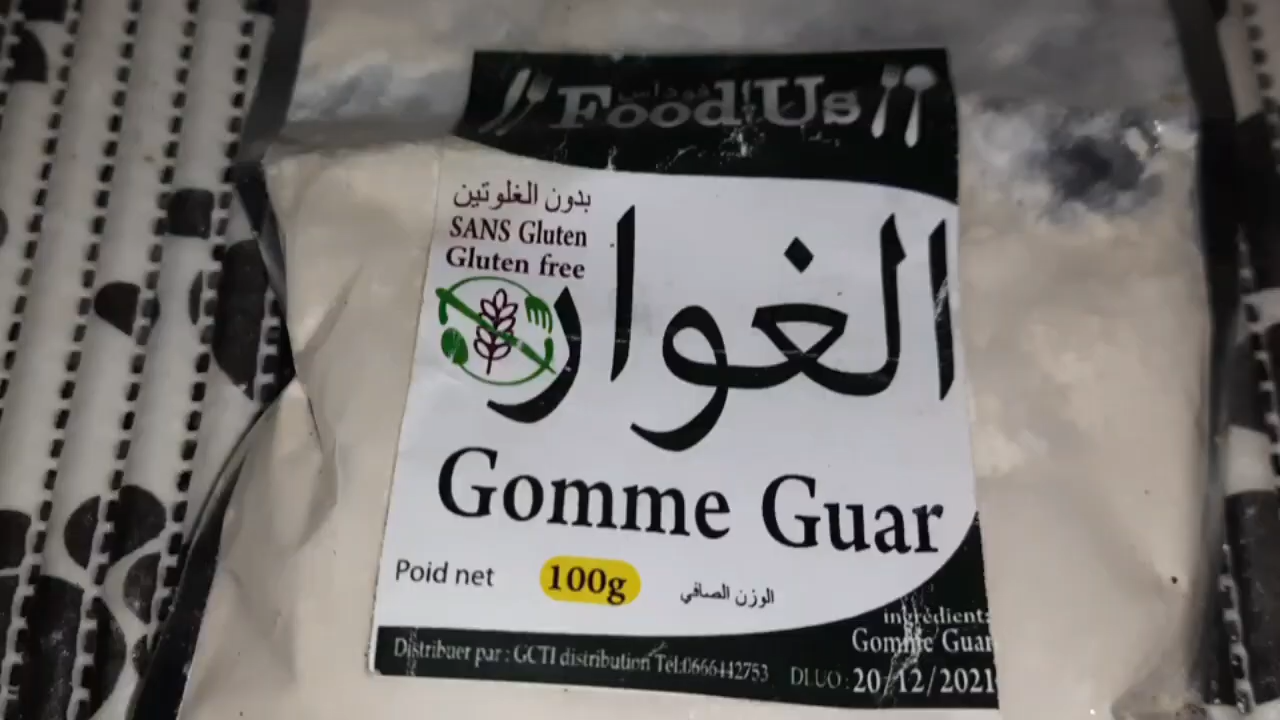 فوداس
Food Us
بدون الغلوتين
SANS Gluten
Gluten free
الغوار
Gomme Guar
Poid net 100g الوزن الصافي
ingrédients
Gomme Guar
Distribuer par : GCTI distribution Tel:0666442753 DLUO : 20/12/2021